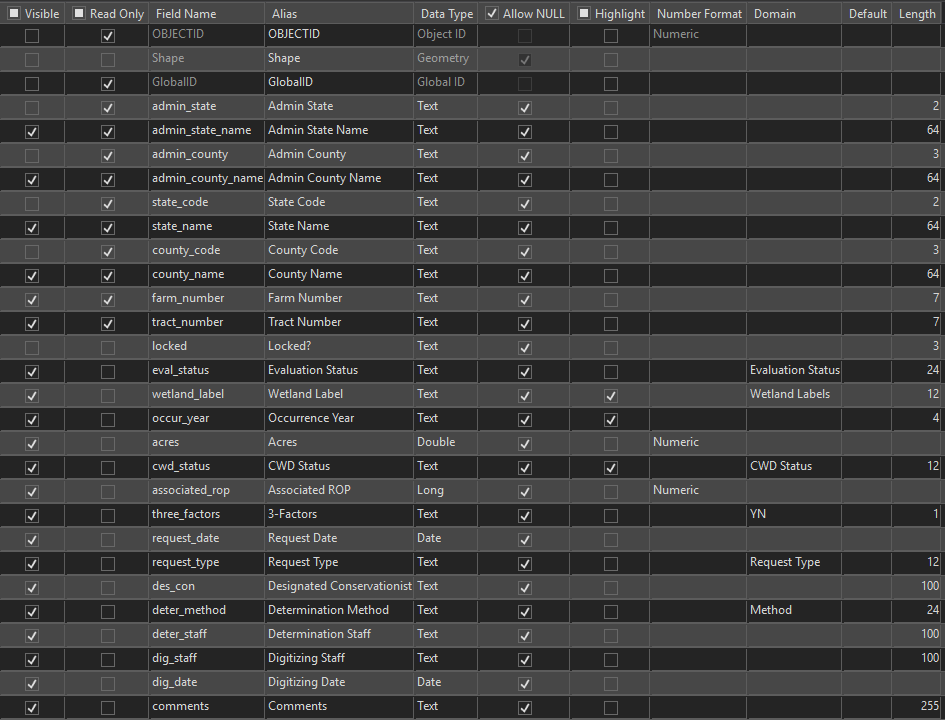 Visible Read Only Field Name Alias Data Type Allow NULL Highlight Number Format Domain Default Length
OBJECTID OBJECTID Object ID Numeric
Shape Shape Geometry
GlobalID GlobalID Global ID
admin_state Admin State Text 2
admin_state_name Admin State Name Text 64
admin_county Admin County Text 3
admin_county_name Admin County Name Text 64
state_code State Code Text 2
state_name State Name Text 64
county_code County Code Text 3
county_name County Name Text 64
farm_number Farm Number Text 7
tract_number Tract Number Text 7
locked Locked? Text 3
eval_status Evaluation Status Text Evaluation Status 24
wetland_label Wetland Label Text Wetland Labels 12
occur_year Occurrence Year Text 4
acres Acres Double Numeric
cwd_status CWD Status Text CWD Status 12
associated_rop Associated ROP Long Numeric
three_factors 3-Factors Text YN 1
request_date Request Date Date
request_type Request Type Text Request Type 12
des_con Designated Conservationist Text 100
deter_method Determination Method Text Method 24
deter_staff Determination Staff Text 100
dig_staff Digitizing Staff Text 100
dig_date Digitizing Date Date
comments Comments Text 255